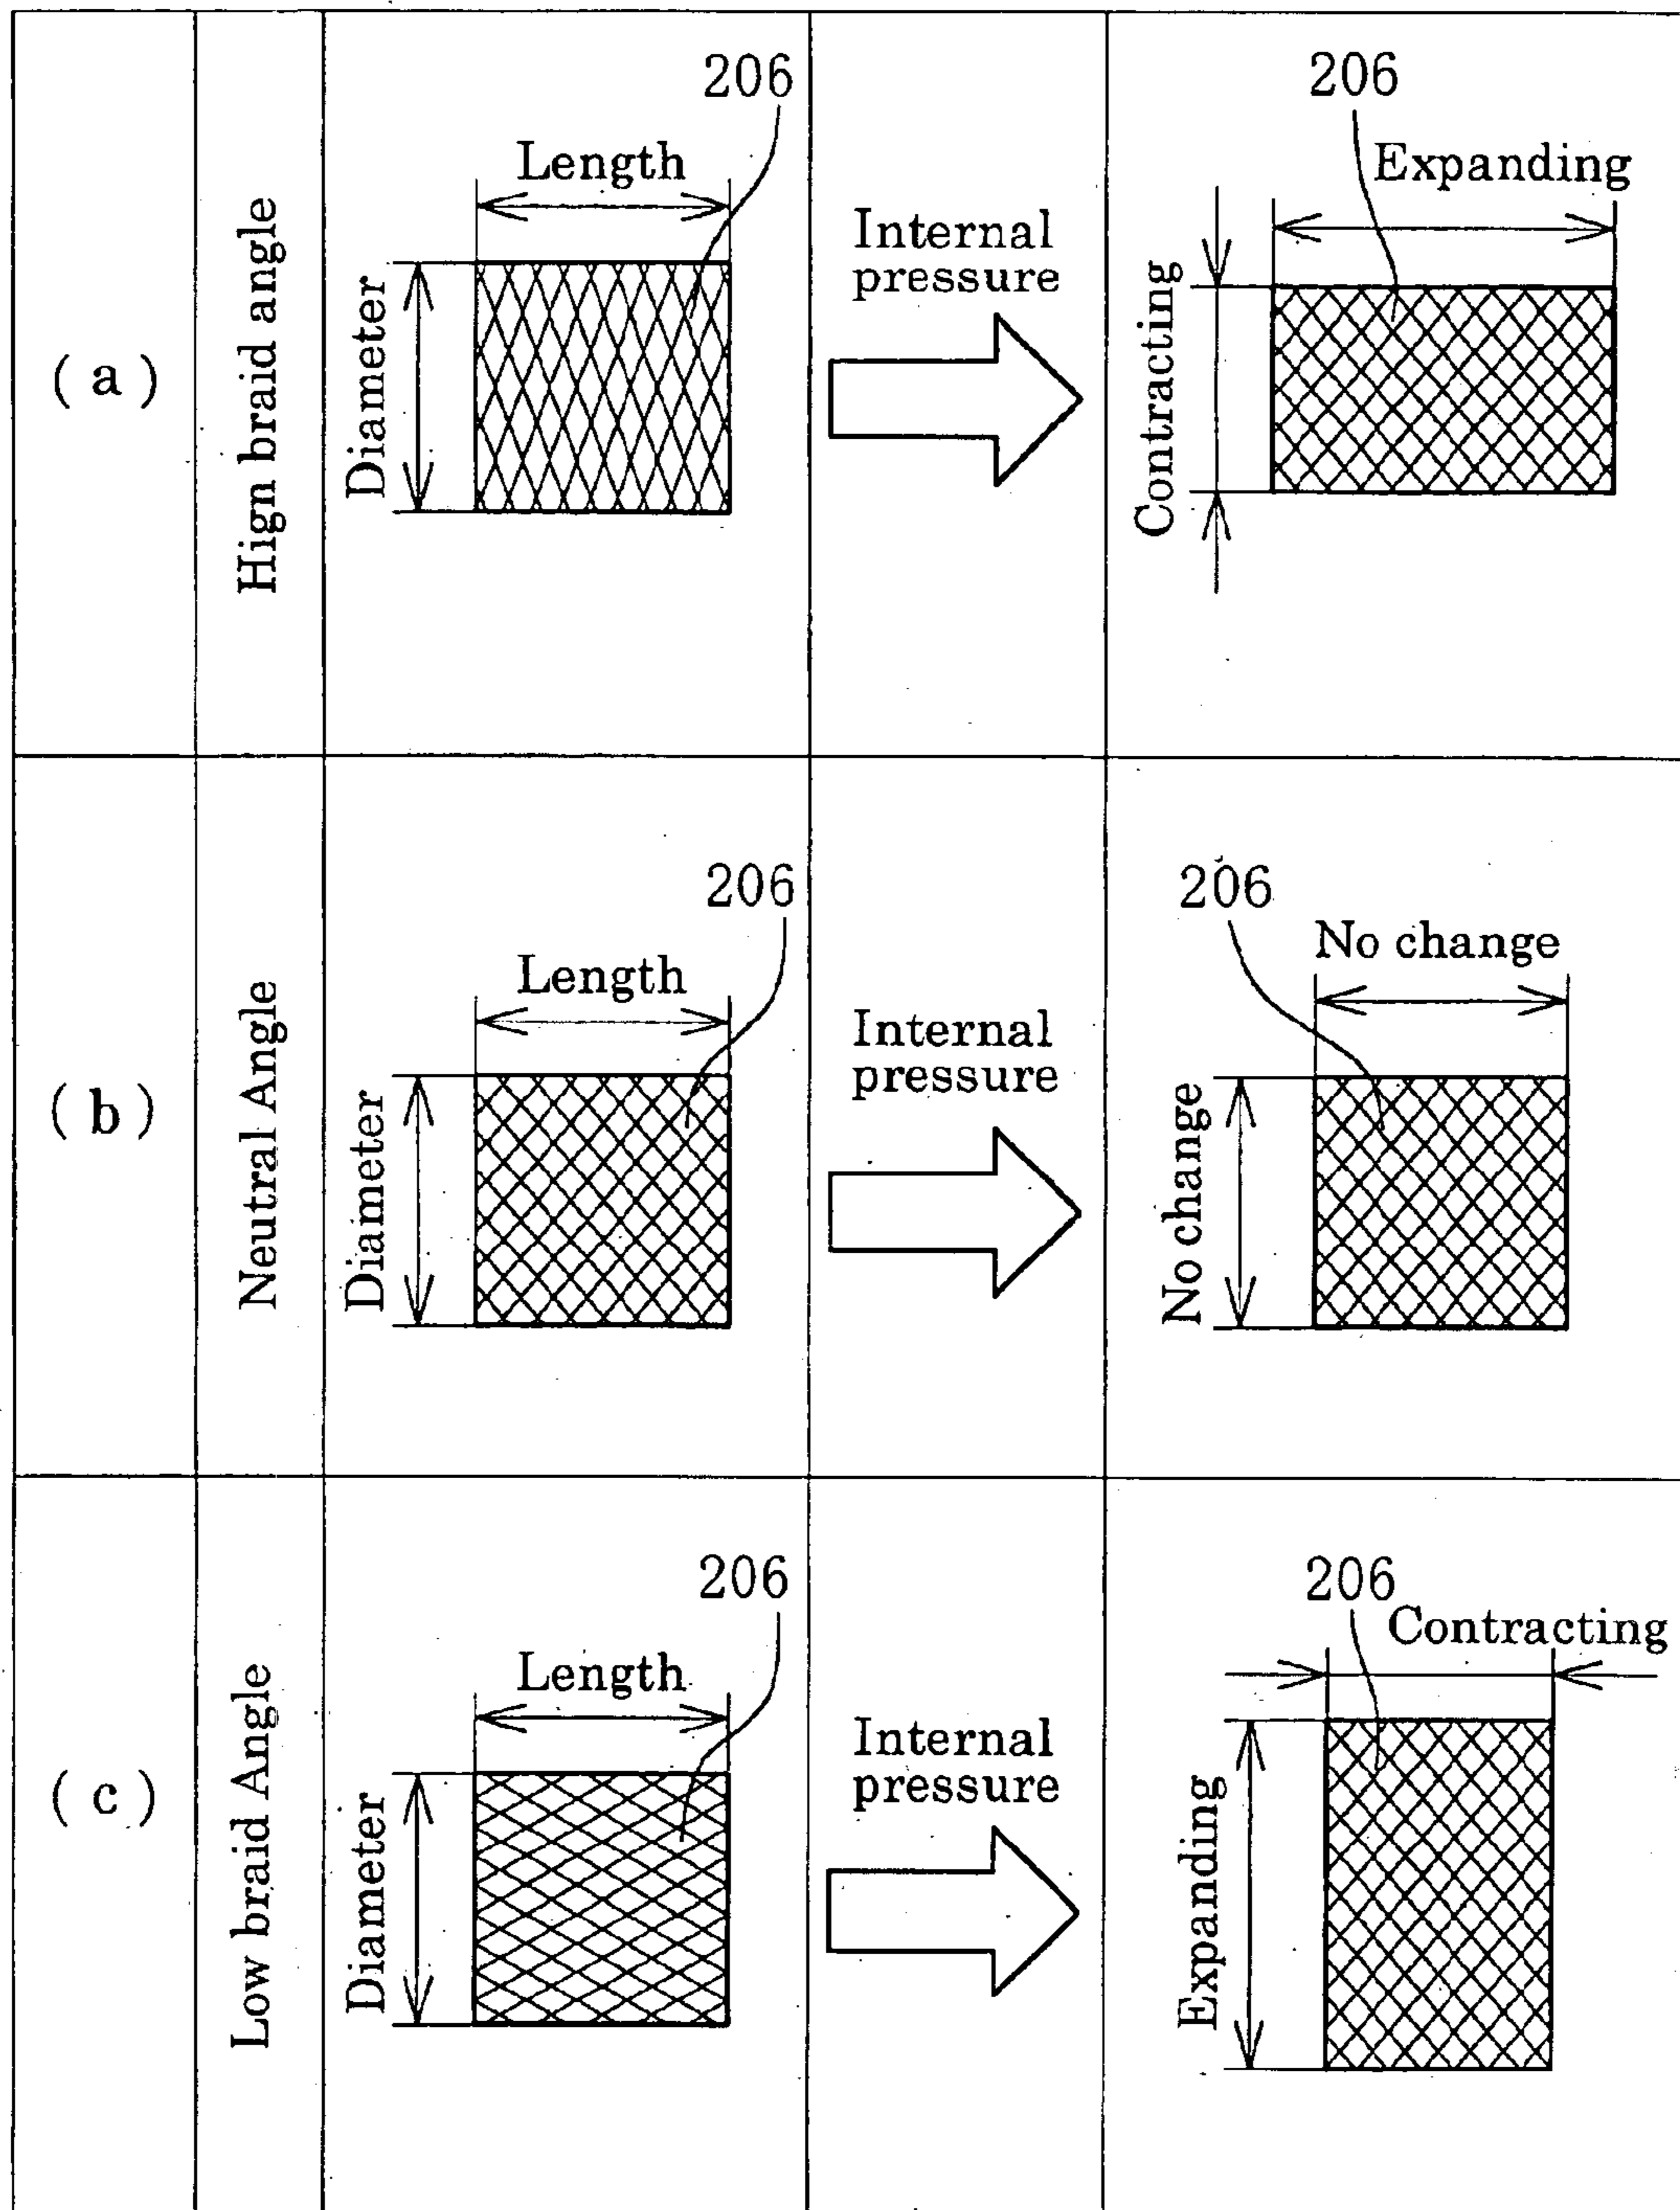 (a)
Hign braid angle
206
Length
Diameter
Internal
pressure
206
Expanding
Contracting
(b)
Neutral Angle
206
Length
Diameter
Internal
pressure
206
No change
No change
(c)
Low braid Angle
206
Length
Diameter
Internal
pressure
206
Contracting
Expanding